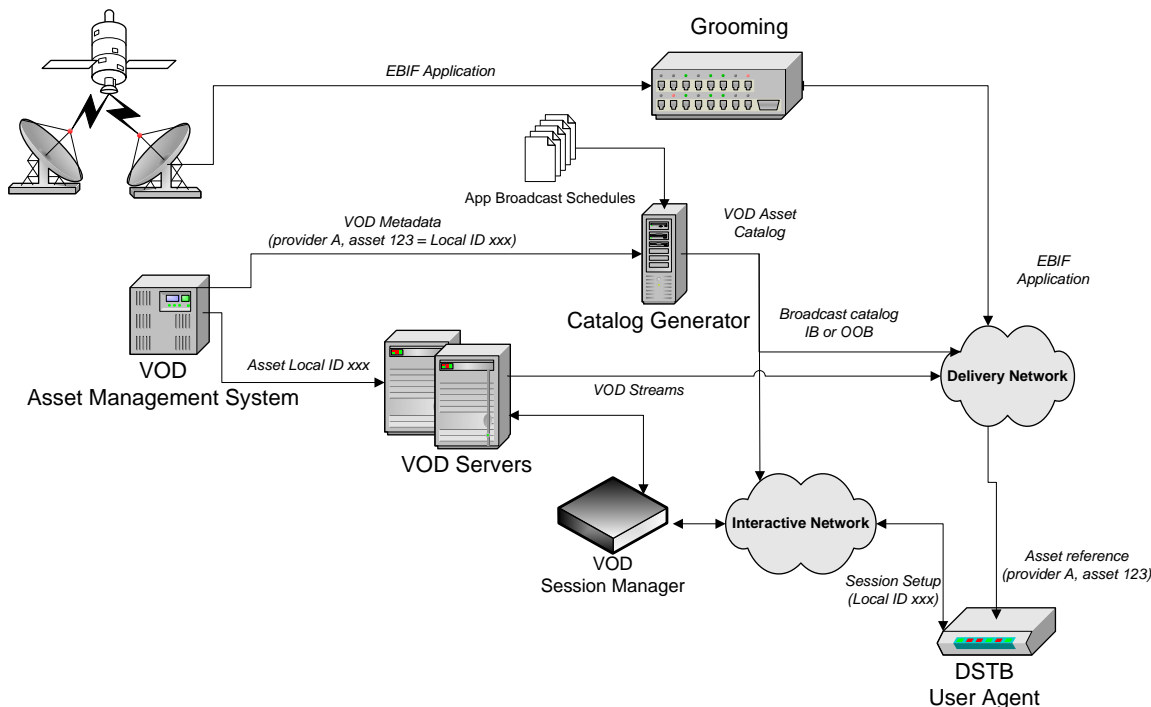 Grooming
EBIF Application
App Broadcast Schedules
VOD Metadata
(provider A, asset 123 = Local ID xxx)
VOD Asset
Catalog
EBIF
Application
Catalog Generator
Broadcast catalog
IB or OOB
VOD
Asset Management System
Asset Local ID xxx
VOD Streams
Delivery Network
VOD Servers
Interactive Network
VOD
Session Manager
Session Setup
(Local ID xxx)
Asset reference
(provider A, asset 123)
DSTB
User Agent